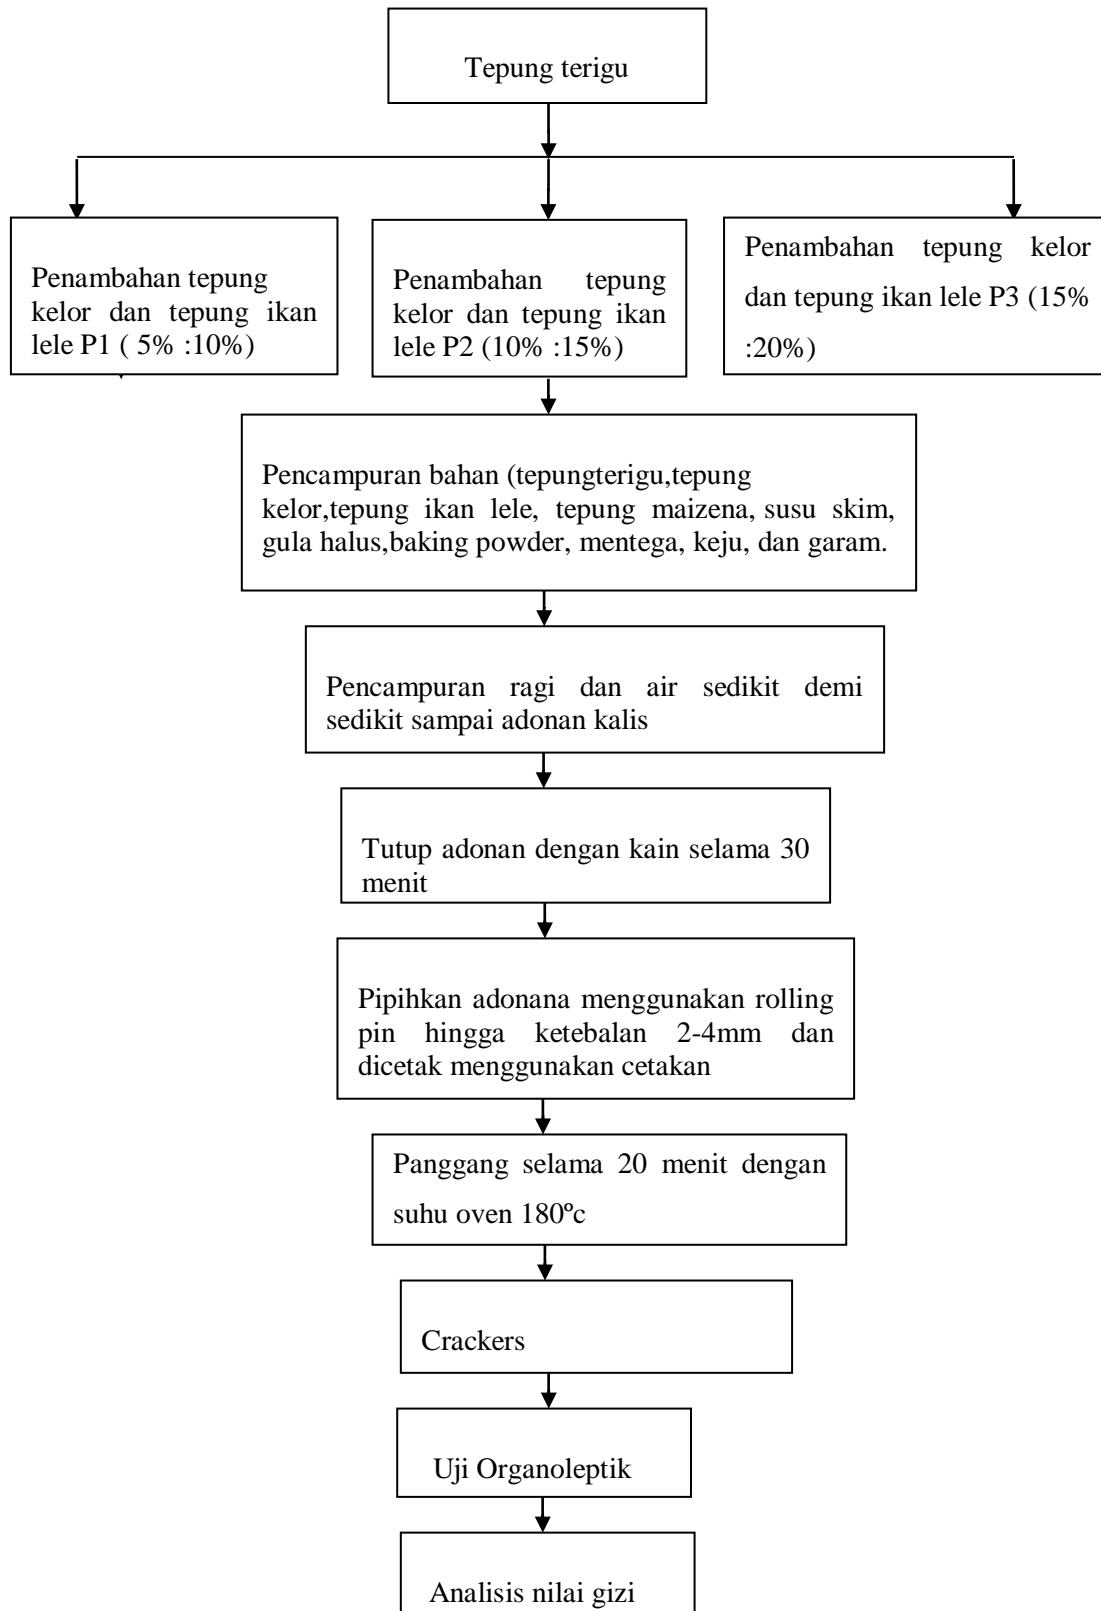 Tepung terigu
Penambahan tepung
kelor dan tepung ikan
lele P1 ( 5% :10%)
Penambahan tepung
kelor dan tepung ikan
lele P2 (10% :15%)
Penambahan tepung kelor
dan tepung ikan lele P3 (15%
:20%)
Pencampuran bahan (tepungterigu,tepung
kelor,tepung ikan lele, tepung maizena, susu skim,
gula halus,baking powder, mentega, keju, dan garam.
Pencampuran ragi dan air sedikit demi
sedikit sampai adonan kalis
Tutup adonan dengan kain selama 30
menit
Pipihkan adonana menggunakan rolling
pin hingga ketebalan 2-4mm dan
dicetak menggunakan cetakan
Panggang selama 20 menit dengan
suhu oven 180ºc
Crackers
Uji Organoleptik
Analisis nilai gizi